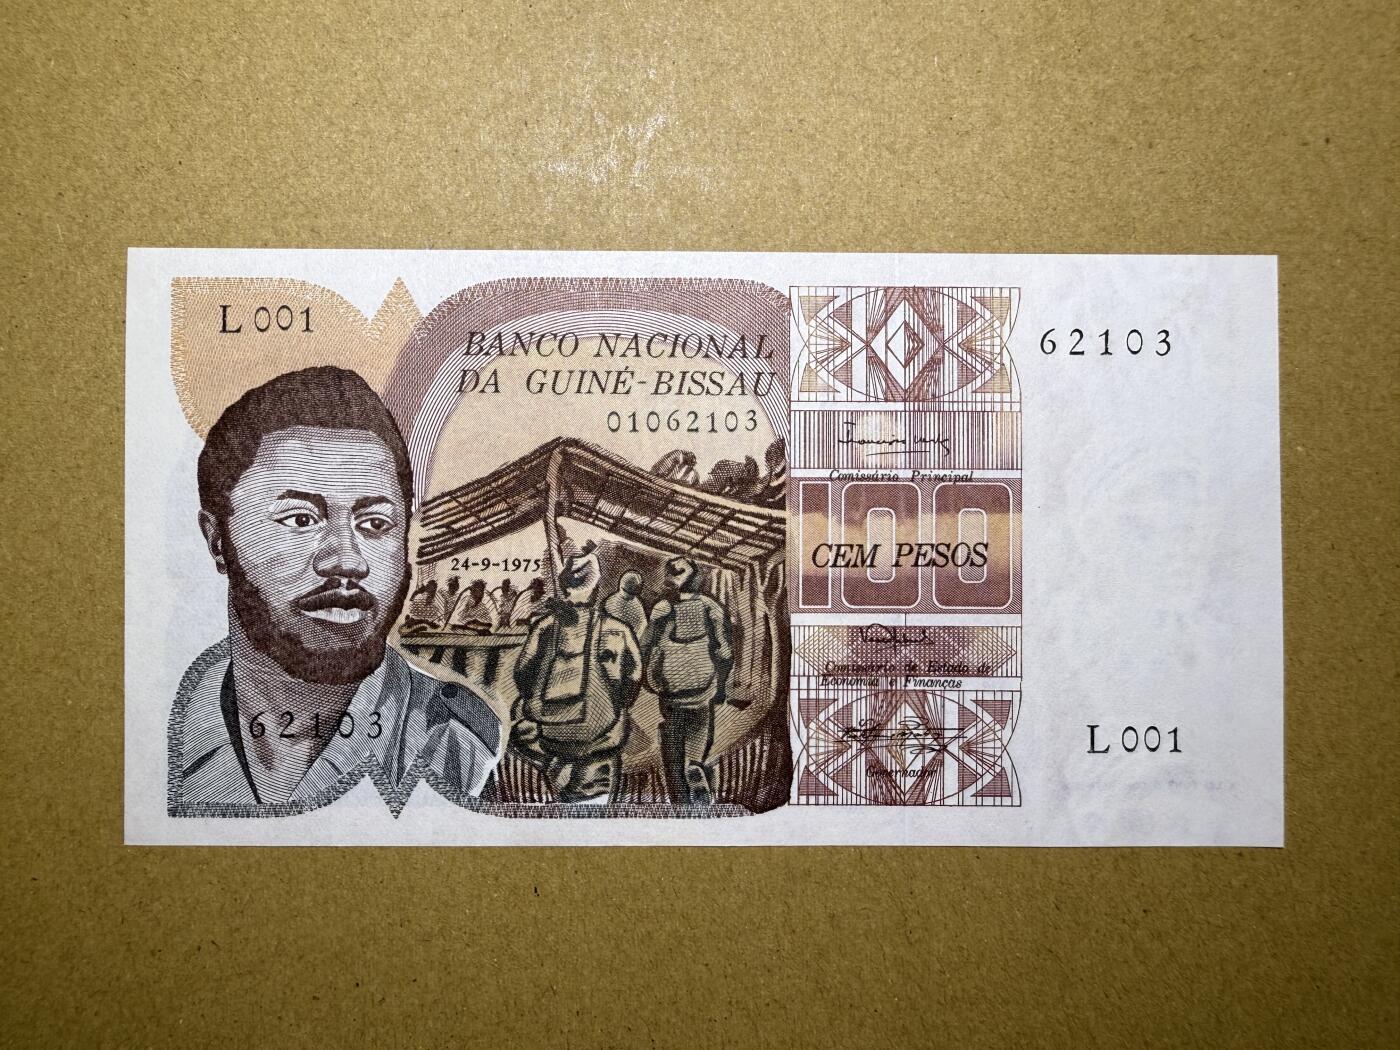 L 001
BANCO NACIONAL
DA GUINÉ-BISSAU
01062103
62103
Comissário Principal
100
CEM PESOS
24-9-1975
Comissário de Estado de
Economia e Finanças
62103
Governador
L 001